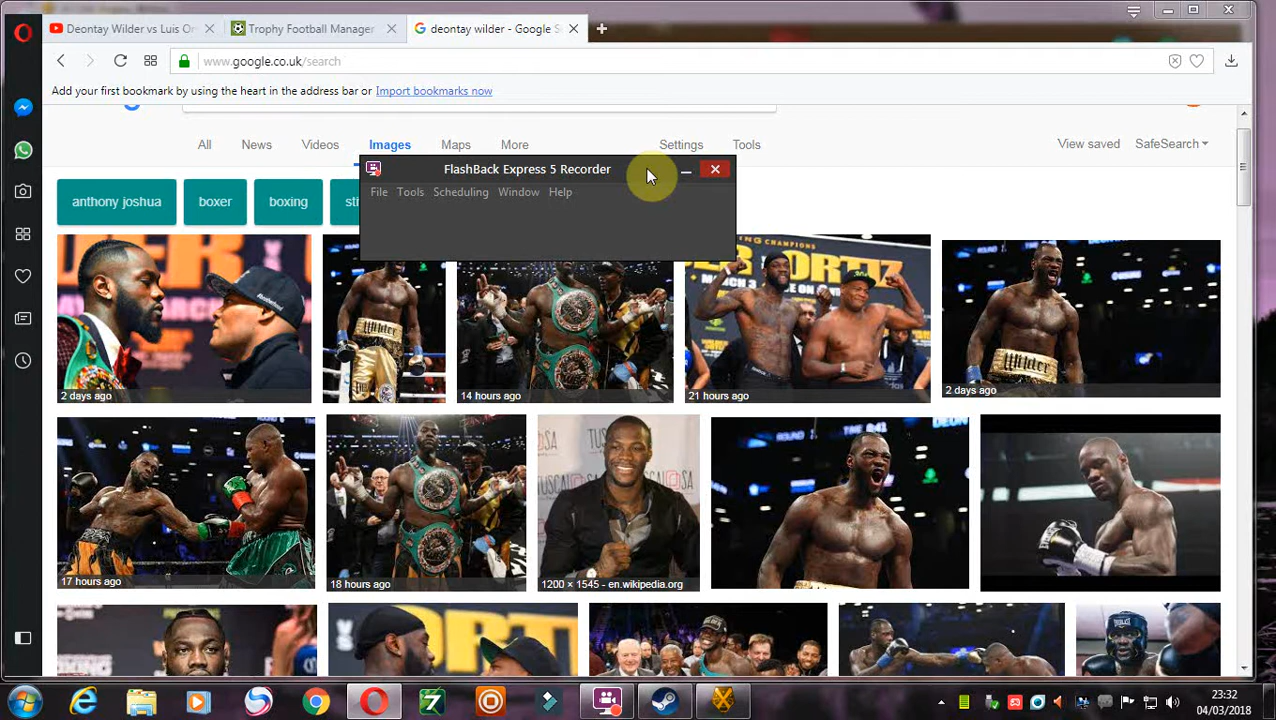 Deontay Wilder vs Luis Or
Trophy Football Manager
deontay wilder - Google S
www.google.co.uk/search
Add your first bookmark by using the heart in the address bar or Import bookmarks now
All News Videos Images Maps More Settings Tools View saved SafeSearch
FlashBack Express 5 Recorder
File Tools Scheduling Window Help
anthony joshua boxer boxing sti
2 days ago
Wilder
14 hours ago
21 hours ago
2 days ago
17 hours ago
18 hours ago
1200 × 1545 - en.wikipedia.org
23:32
04/03/2018